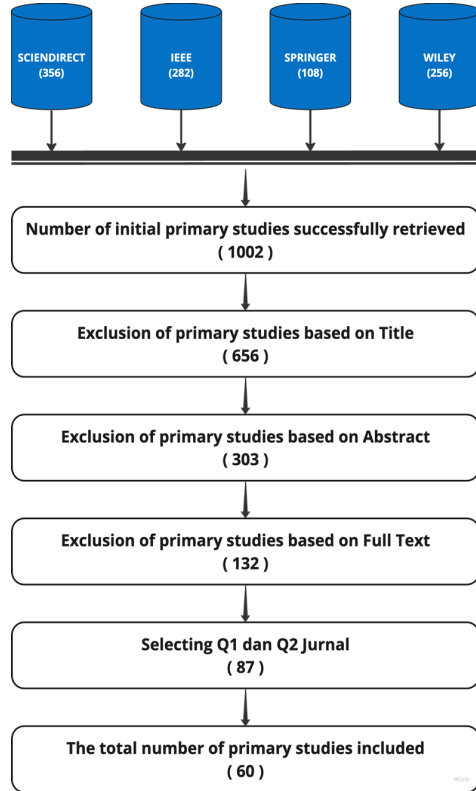 SCIENDIRECT
(356)
IEEE
(282)
SPRINGER
(108)
WILEY
(256)
Number of initial primary studies successfully retrieved
( 1002 )
Exclusion of primary studies based on Title
( 656 )
Exclusion of primary studies based on Abstract
( 303 )
Exclusion of primary studies based on Full Text
( 132 )
Selecting Q1 dan Q2 Jurnal
( 87 )
The total number of primary studies included
( 60 )
miro